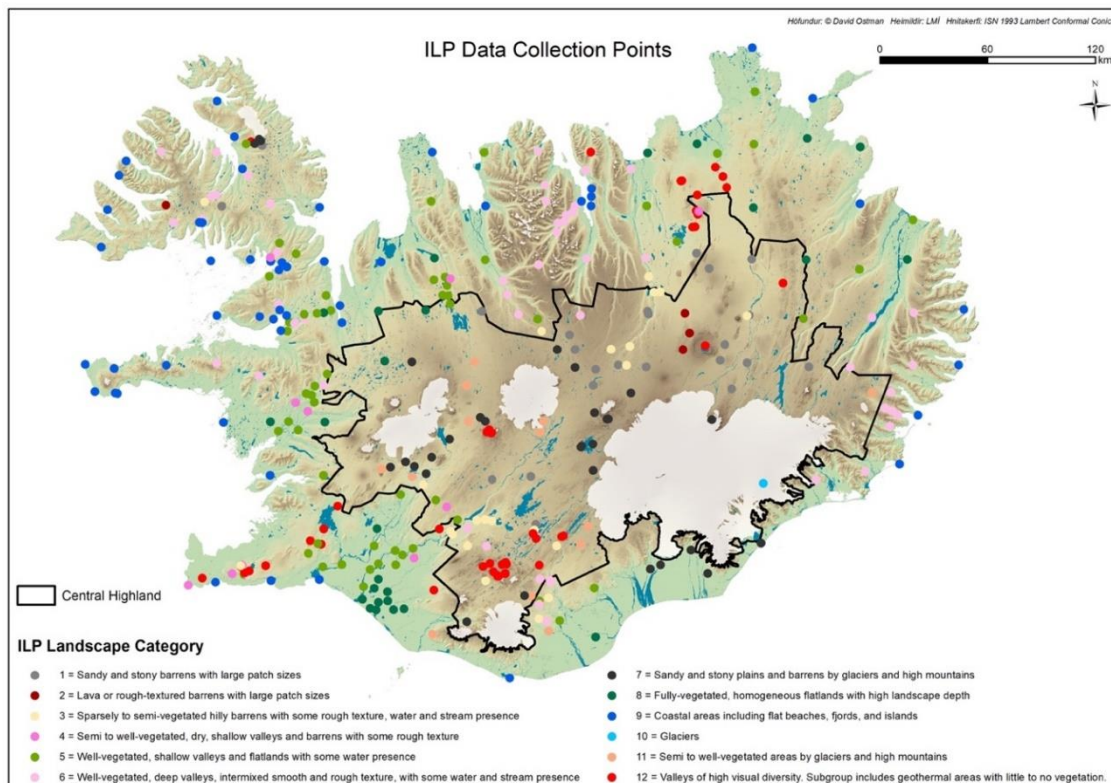 Höfundur: © David Ostman   Heimildir: LMÍ   Hnitakerfi: ISN 1993 Lambert Conformal Conic
ILP Data Collection Points
0 60 120
km
N
Central Highland
ILP Landscape Category
1 = Sandy and stony barrens with large patch sizes
2 = Lava or rough-textured barrens with large patch sizes
3 = Sparsely to semi-vegetated hilly barrens with some rough texture, water and stream presence
4 = Semi to well-vegetated, dry, shallow valleys and barrens with some rough texture
5 = Well-vegetated, shallow valleys and flatlands with some water presence
6 = Well-vegetated, deep valleys, intermixed smooth and rough texture, with some water and stream presence
7 = Sandy and stony plains and barrens by glaciers and high mountains
8 = Fully-vegetated, homogeneous flatlands with high landscape depth
9 = Coastal areas including flat beaches, fjords, and islands
10 = Glaciers
11 = Semi to well-vegetated areas by glaciers and high mountains
12 = Valleys of high visual diversity. Subgroup includes geothermal areas with little to no vegetation.